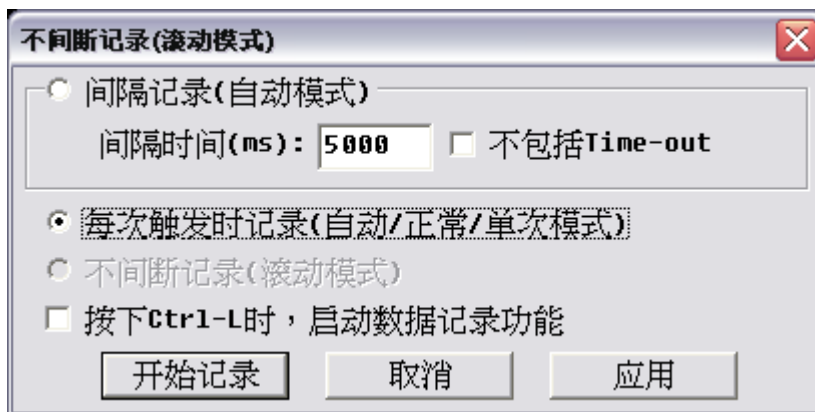 不间断记录(滚动模式)
间隔记录(自动模式)
间隔时间(ms): 5000 不包括Time-out
每次触发时记录(自动/正常/单次模式)
不间断记录(滚动模式)
按下Ctrl-L时，启动数据记录功能
开始记录 取消 应用